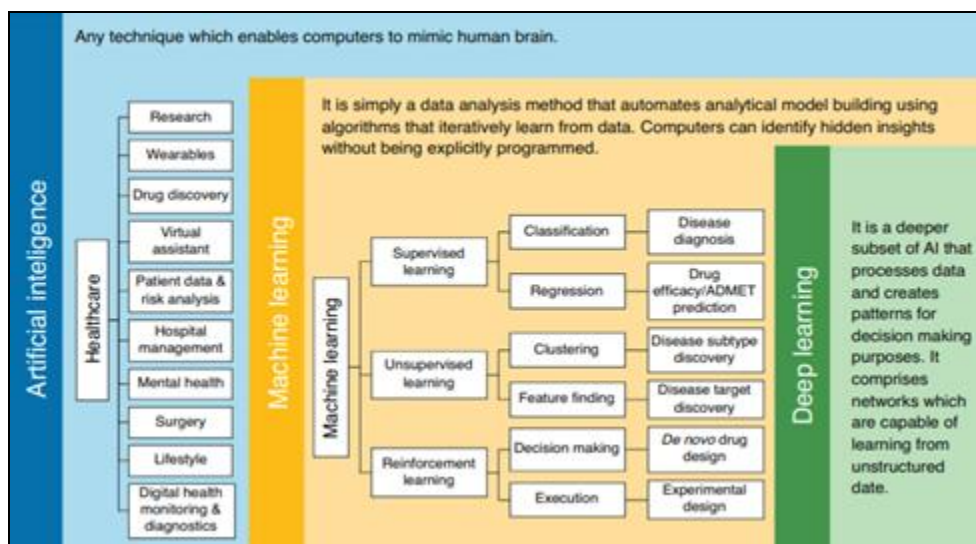 Artificial inteligence
Any technique which enables computers to mimic human brain.
Healthcare
Research
Wearables
Drug discovery
Virtual
assistant
Patient data &
risk analysis
Hospital
management
Mental health
Surgery
Lifestyle
Digital health
monitoring &
diagnostics
Machine learning
It is simply a data analysis method that automates analytical model building using
algorithms that iteratively learn from data. Computers can identify hidden insights
without being explicitly programmed.
Machine learning
Supervised
learning
Classification
Disease
diagnosis
Regression
Drug
efficacy/ADMET
prediction
Unsupervised
learning
Clustering
Disease subtype
discovery
Feature finding
Disease target
discovery
Reinforcement
learning
Decision making
De novo drug
design
Execution
Experimental
design
Deep learning
It is a deeper
subset of AI that
processes data
and creates
patterns for
decision making
purposes. It
comprises
networks which
are capable of
learning from
unstructured
date.